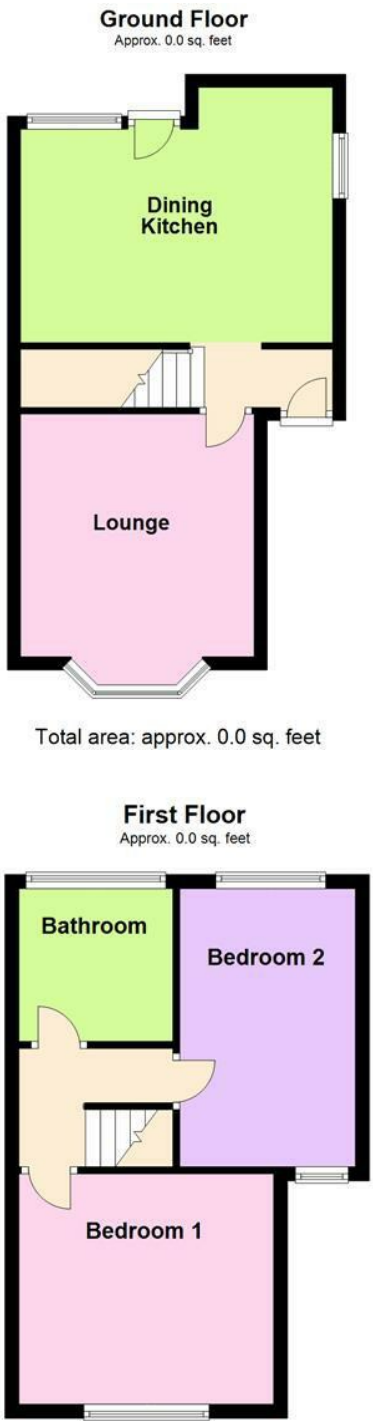 Ground Floor
Approx. 0.0 sq. feet
Dining
Kitchen
Lounge
Total area: approx. 0.0 sq. feet
First Floor
Approx. 0.0 sq. feet
Bathroom
Bedroom 2
Bedroom 1